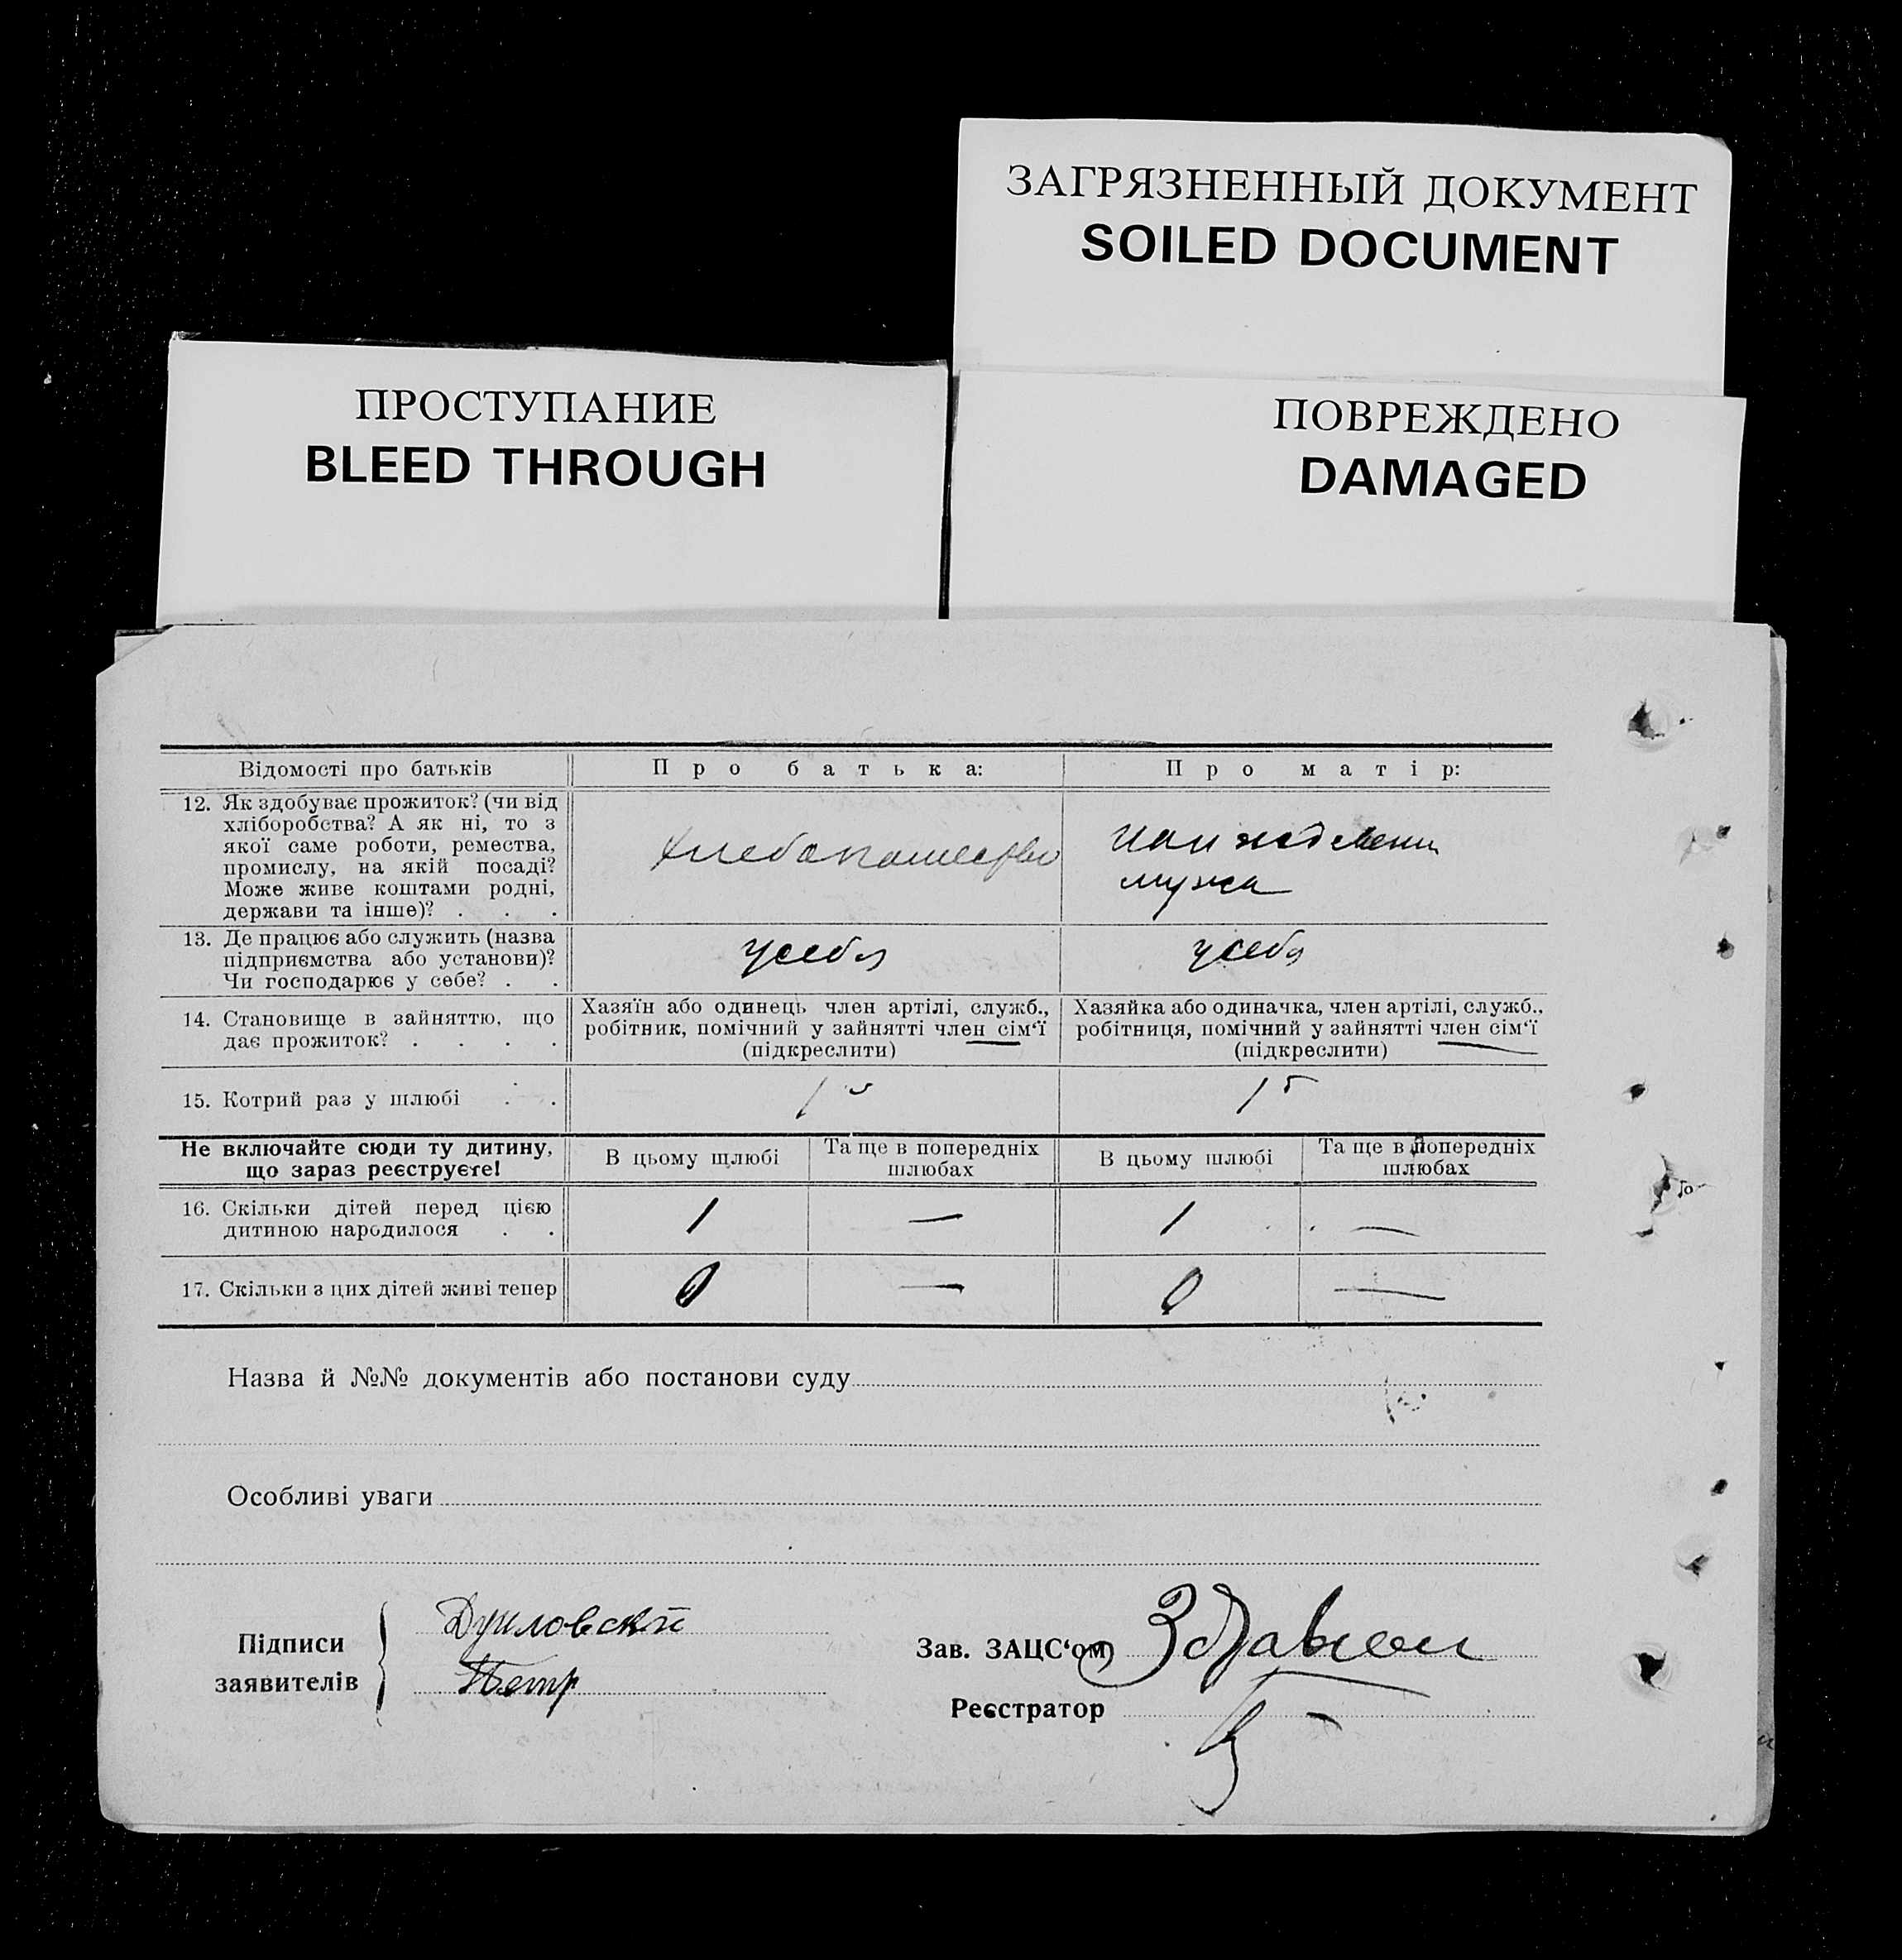 ЗАГРЯЗНЕННЫЙ ДОКУМЕНТ
SOILED DOCUMENT
ПРОСТУПАНИЕ
BLEED THROUGH
ПОВРЕЖДЕНО
DAMAGED
Відомості про батьків
Про батька:
Про матір:
12. Як здобуває прожиток? (чи від
хліборобства? А як ні, то з
якої саме роботи, ремества,
промислу, на якій посаді?
Може живе коштами родні,
держави та інше)? . . .
хлебопашество
иждевени
мужа
13. Де працює або служить (назва
підприємства або установи)?
Чи господарює у себе? . .
у себя
у себя
14. Становище в зайняттю, що
дає прожиток? . . . .
Хазяїн або одинець член артілі, служб.,
робітник, помічний у зайнятті член сім‘ї
(підкреслити)
Хазяйка або одиначка, член артілі, служб.,
робітниця, помічний у зайнятті член сім‘ї
(підкреслити)
15. Котрий раз у шлюбі . .
1
1
Не включайте сюди ту дитину,
що зараз реєструєте!
В цьому шлюбі
Та ще в попередніх
шлюбах
В цьому шлюбі
Та ще в попередніх
шлюбах
16. Скільки дітей перед цією
дитиною народилося . .
1
—
1
—
17. Скільки з цих дітей живі тепер
0
—
0
—
Назва й №№ документів або постанови суду
Особливі уваги
Підписи
заявителів
Петр
Зав. ЗАЦС‘ом
Реєстратор